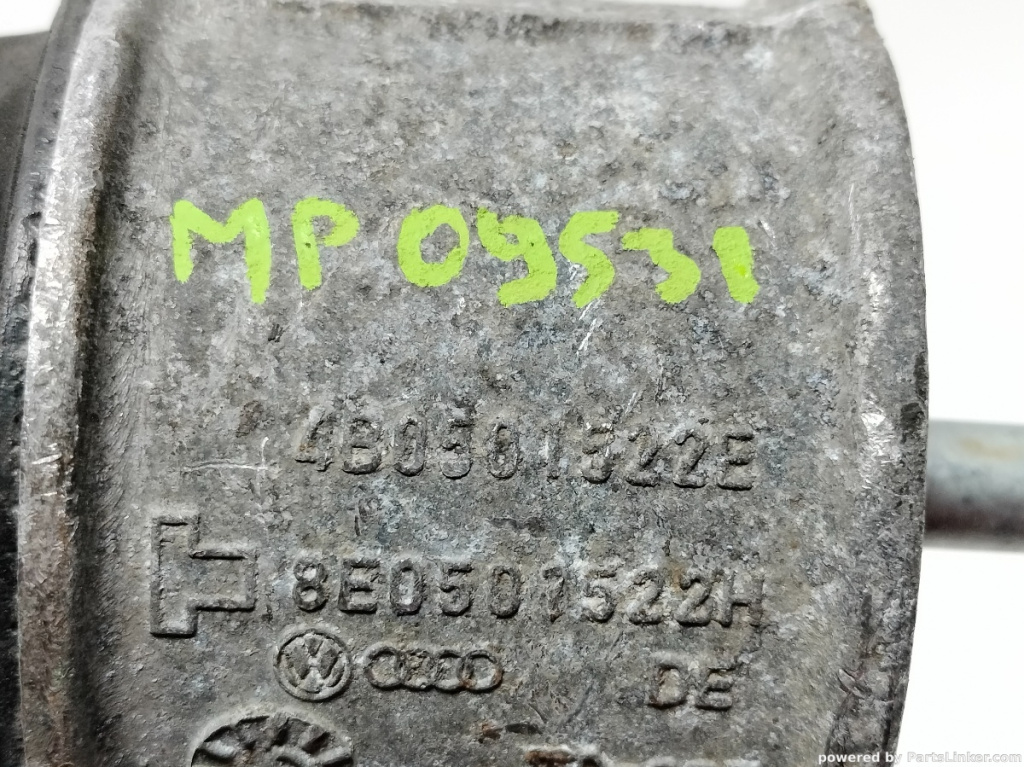 MP 09531
4B0501522E
8E0501522H
DE
powered by PartsLinker.com